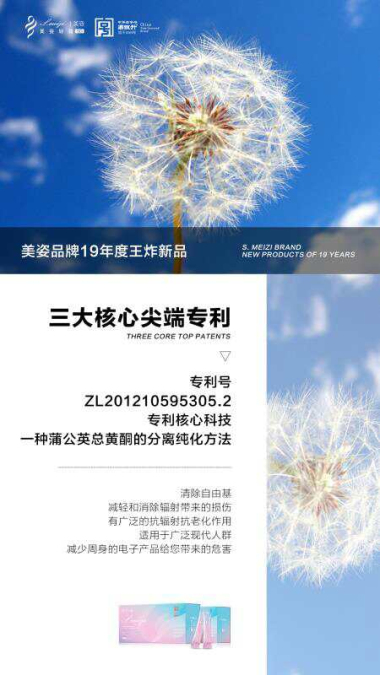 美姿品牌19年度王炸新品
S. MEIZI BRAND
NEW PRODUCTS OF 19 YEARS
三大核心尖端专利
THREE CORE TOP PATENTS
专利号
ZL201210595305.2
专利核心科技
一种蒲公英总黄酮的分离纯化方法
清除自由基
减轻和消除辐射带来的损伤
有广泛的抗辐射抗老化作用
适用于广泛现代人群
减少周身的电子产品给您带来的危害